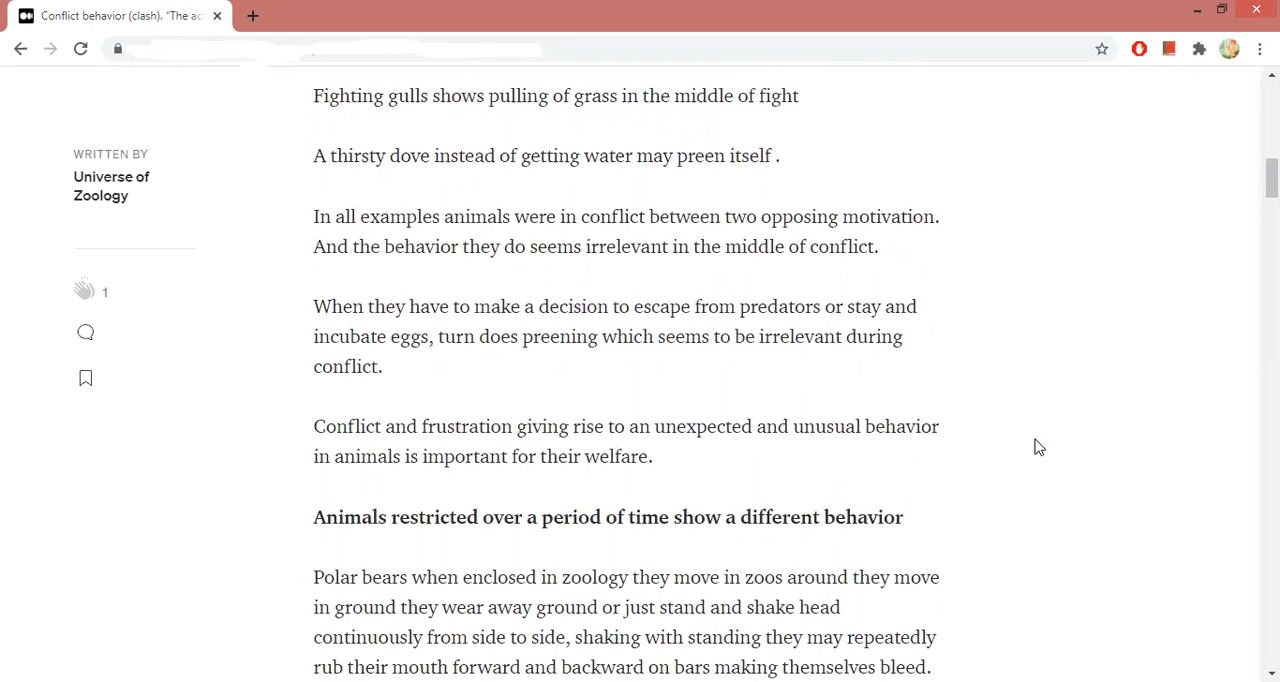 Conflict behavior (clash). "The ac
Fighting gulls shows pulling of grass in the middle of fight
WRITTEN BY
Universe of
Zoology
1
A thirsty dove instead of getting water may preen itself .
In all examples animals were in conflict between two opposing motivation.
And the behavior they do seems irrelevant in the middle of conflict.
When they have to make a decision to escape from predators or stay and
incubate eggs, turn does preening which seems to be irrelevant during
conflict.
Conflict and frustration giving rise to an unexpected and unusual behavior
in animals is important for their welfare.
Animals restricted over a period of time show a different behavior
Polar bears when enclosed in zoology they move in zoos around they move
in ground they wear away ground or just stand and shake head
continuously from side to side, shaking with standing they may repeatedly
rub their mouth forward and backward on bars making themselves bleed.